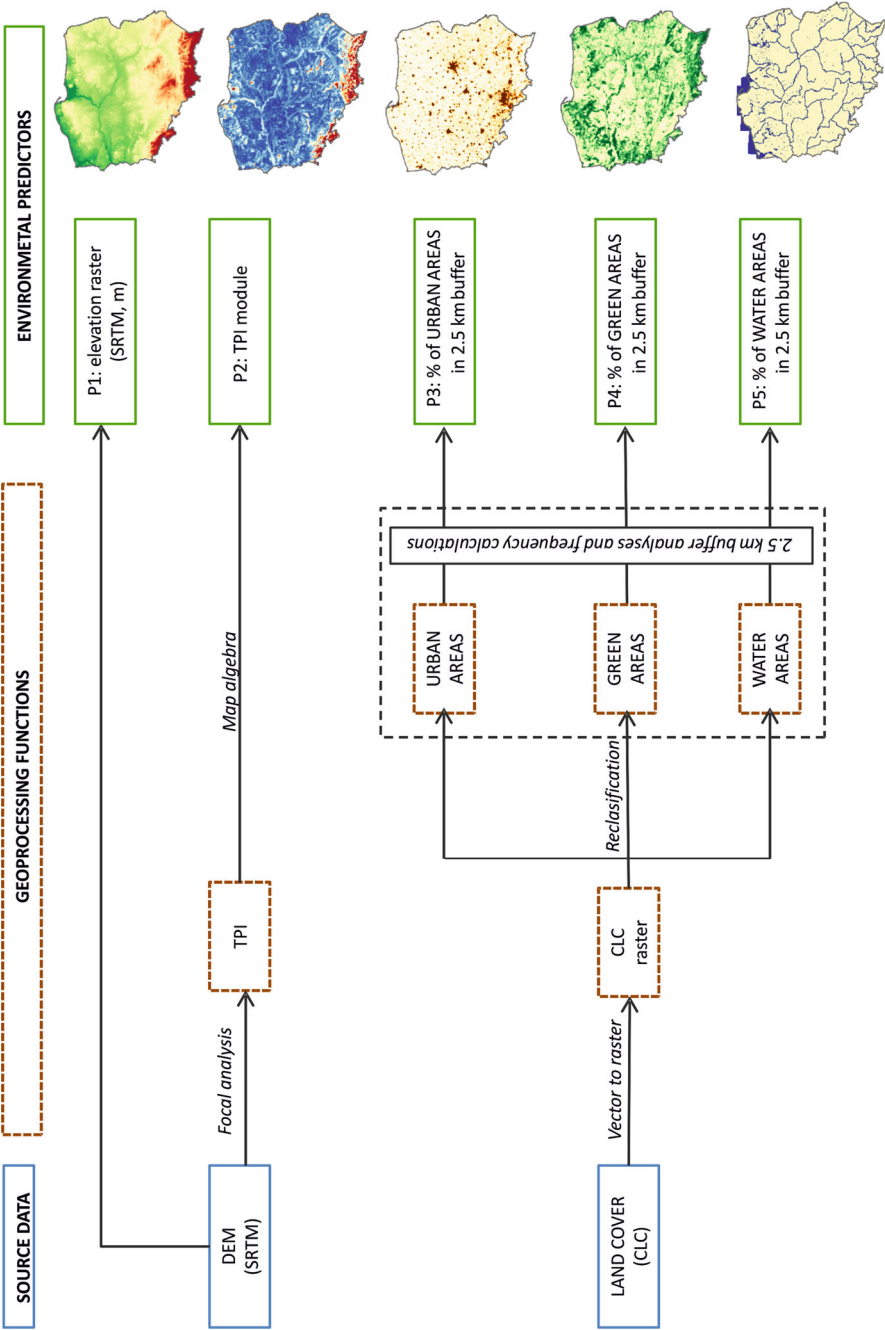 SOURCE DATA
GEOPROCESSING FUNCTIONS
ENVIRONMETAL PREDICTORS
P1: elevation raster
(SRTM, m)
DEM
(SRTM)
Focal analysis
TPI
Map algebra
P2: TPI module
LAND COVER
(CLC)
Vector to raster
CLC
raster
Reclasification
URBAN
AREAS
GREEN
AREAS
WATER
AREAS
2.5 km buffer analyses and frequency calculations
P3: % of URBAN AREAS
in 2.5 km buffer
P4: % of GREEN AREAS
in 2.5 km buffer
P5: % of WATER AREAS
in 2.5 km buffer